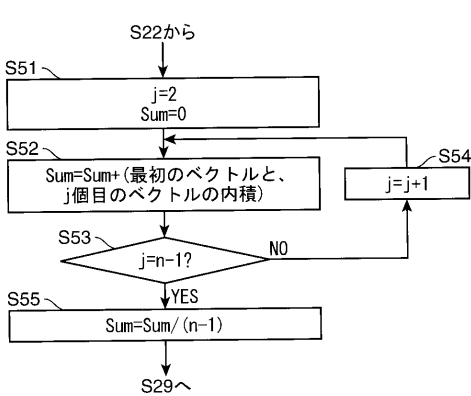 S22から
S51
j=2
Sum=0
S52
Sum=Sum+(最初のベクトルと、
j個目のベクトルの内積)
S54
j=j+1
S53
j=n-1?
NO
YES
S55
Sum=Sum/(n-1)
S29へ